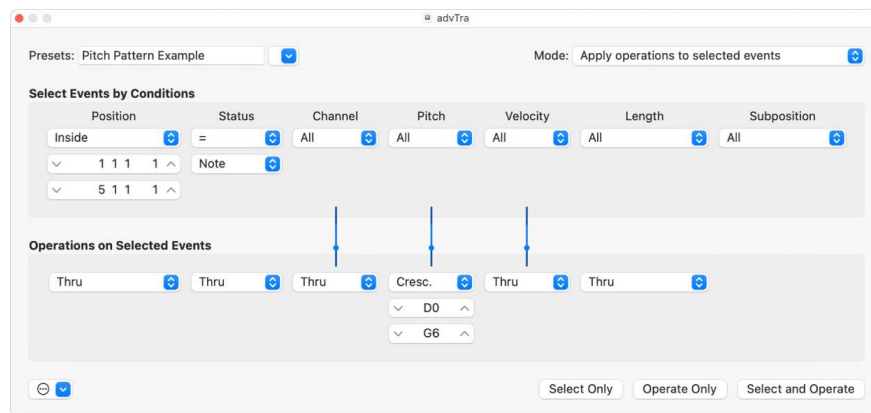 advTra
Presets: Pitch Pattern Example Mode: Apply operations to selected events
Select Events by Conditions
Position Status Channel Pitch Velocity Length Subposition
Inside = All All All All All
1 1 1 1 Note
5 1 1 1
Operations on Selected Events
Thru Thru Thru Cresc. Thru Thru
D0
G6
Select Only Operate Only Select and Operate